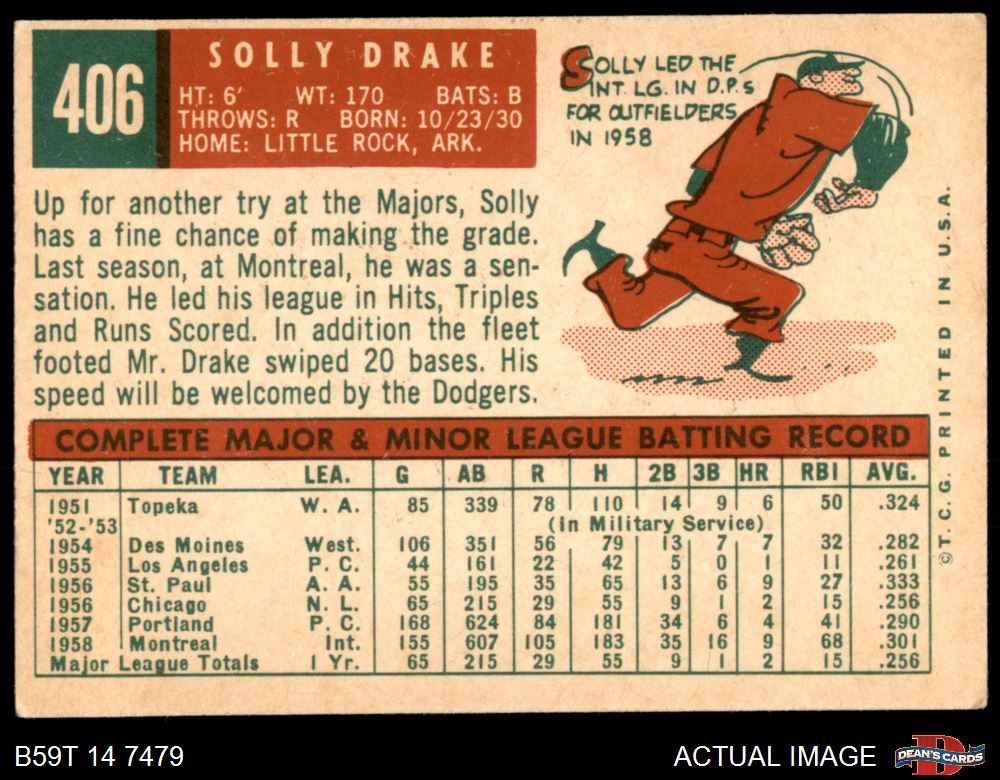 406
SOLLY DRAKE
HT: 6' WT: 170 BATS: B
THROWS: R BORN: 10/23/30
HOME: LITTLE ROCK, ARK.
SOLLY LED THE
INT. LG. IN D.P.s
FOR OUTFIELDERS
IN 1958
Up for another try at the Majors, Solly
has a fine chance of making the grade.
Last season, at Montreal, he was a sen-
sation. He led his league in Hits, Triples
and Runs Scored. In addition the fleet
footed Mr. Drake swiped 20 bases. His
speed will be welcomed by the Dodgers.
COMPLETE MAJOR & MINOR LEAGUE BATTING RECORD
YEAR TEAM LEA. G AB R H 2B 3B HR RBI AVG.
1951 Topeka W. A. 85 339 78 110 14 9 6 50 .324
'52-'53 (In Military Service)
1954 Des Moines West. 106 351 56 79 13 7 7 32 .282
1955 Los Angeles P. C. 44 161 22 42 5 0 1 11 .261
1956 St. Paul A. A. 55 195 35 65 13 6 9 27 .333
1956 Chicago N. L. 65 215 29 55 9 1 2 15 .256
1957 Portland P. C. 168 624 84 181 34 6 4 41 .290
1958 Montreal Int. 155 607 105 183 35 16 9 68 .301
Major League Totals 1 Yr. 65 215 29 55 9 1 2 15 .256
© T. C. G. PRINTED IN U.S.A.
B59T 14 7479
ACTUAL IMAGE
DEAN'S CARDS